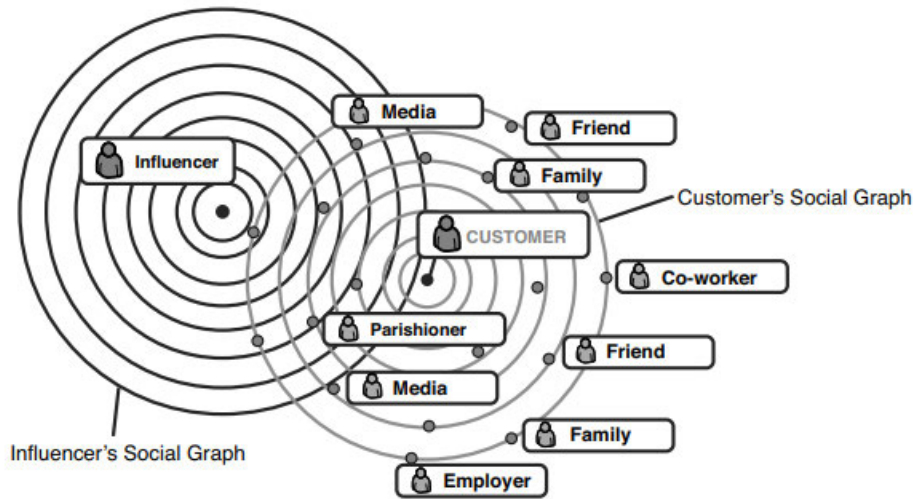 Media
Friend
Influencer
Family
Customer's Social Graph
CUSTOMER
Co-worker
Parishioner
Friend
Media
Family
Influencer's Social Graph
Employer